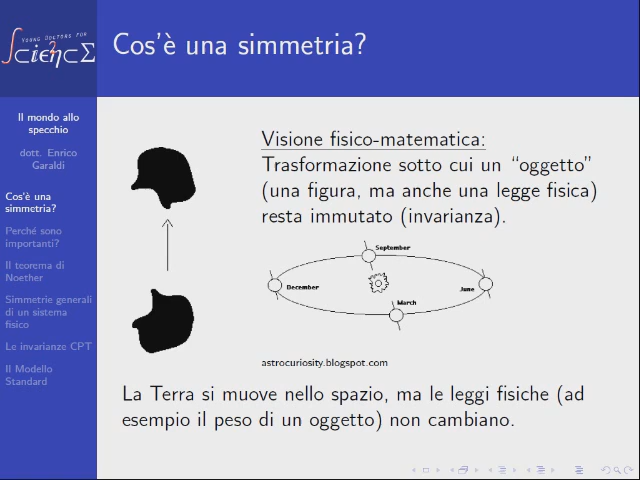 YOUNG DOCTORS FOR
Cos'è una simmetria?
Il mondo allo
specchio
dott. Enrico
Garaldi
Cos'è una
simmetria?
Perché sono
importanti?
Il teorema di
Noether
Simmetrie generali
di un sistema
fisico
Le invarianze CPT
Il Modello
Standard
Visione fisico-matematica:
Trasformazione sotto cui un “oggetto”
(una figura, ma anche una legge fisica)
resta immutato (invarianza).
September
December
June
March
astrocuriosity.blogspot.com
La Terra si muove nello spazio, ma le leggi fisiche (ad
esempio il peso di un oggetto) non cambiano.